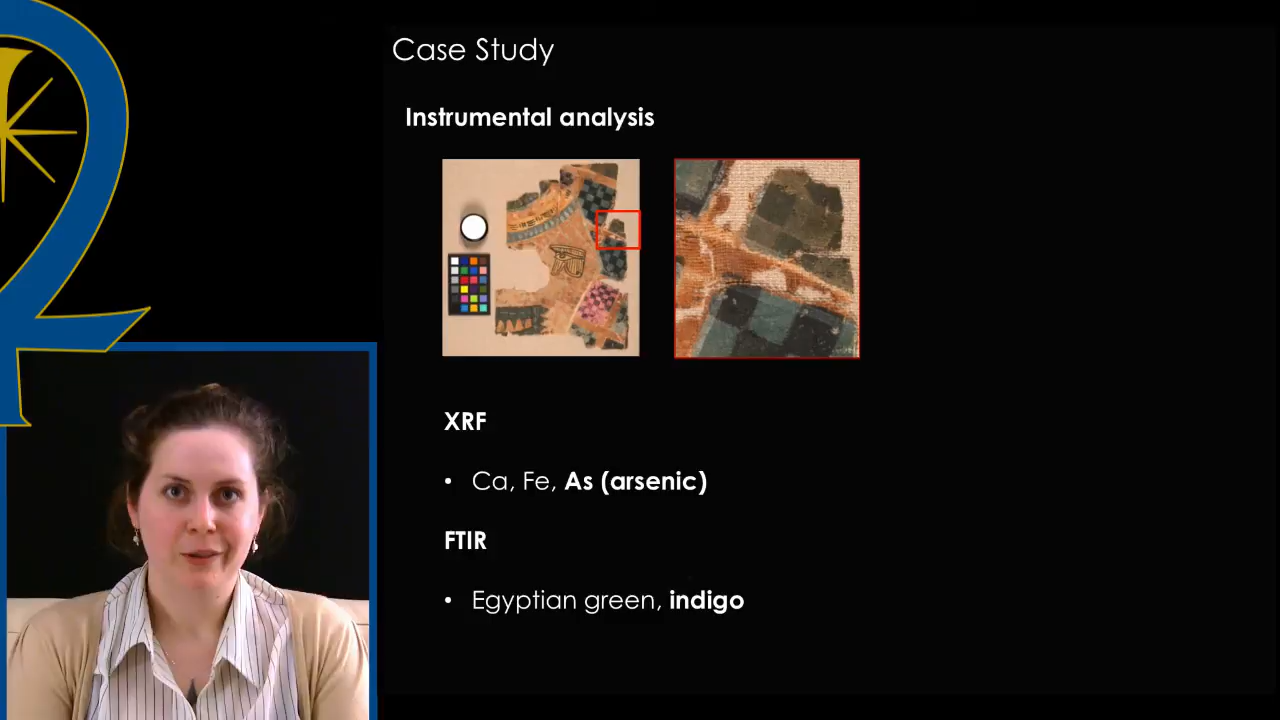 Case Study
Instrumental analysis
XRF
• Ca, Fe, As (arsenic)
FTIR
• Egyptian green, indigo